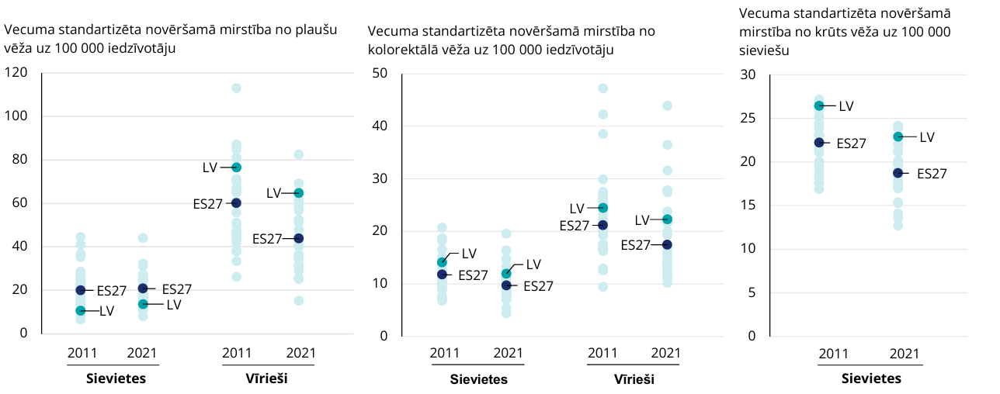 Vecuma standartizēta novēršamā mirstība no plaušu
vēža uz 100 000 iedzīvotāju
120
100
80
60
40
20
0
LV
ES27
LV
ES27
ES27
LV
ES27
LV
2011
2021
2011
2021
Sievietes
Vīrieši
Vecuma standartizēta novēršamā mirstība no
kolorektālā vēža uz 100 000 iedzīvotāju
50
40
30
20
10
0
LV
ES27
LV
ES27
LV
ES27
LV
ES27
2011
2021
2011
2021
Sievietes
Vīrieši
Vecuma standartizēta novēršamā
mirstība no krūts vēža uz 100 000
sieviešu
30
25
20
15
10
5
0
LV
ES27
LV
ES27
2011
2021
Sievietes